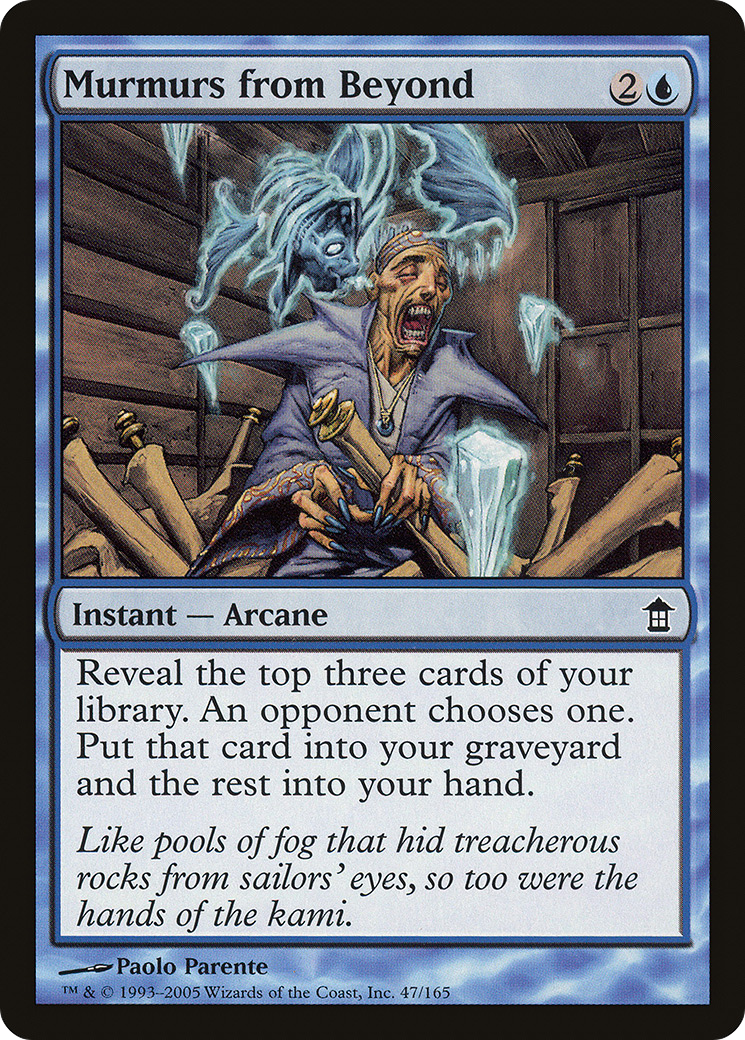 Murmurs from Beyond 2
Instant — Arcane
Reveal the top three cards of your
library. An opponent chooses one.
Put that card into your graveyard
and the rest into your hand.
Like pools of fog that hid treacherous
rocks from sailors’ eyes, so too were the
hands of the kami.
Paolo Parente
™ & © 1993–2005 Wizards of the Coast, Inc. 47/165